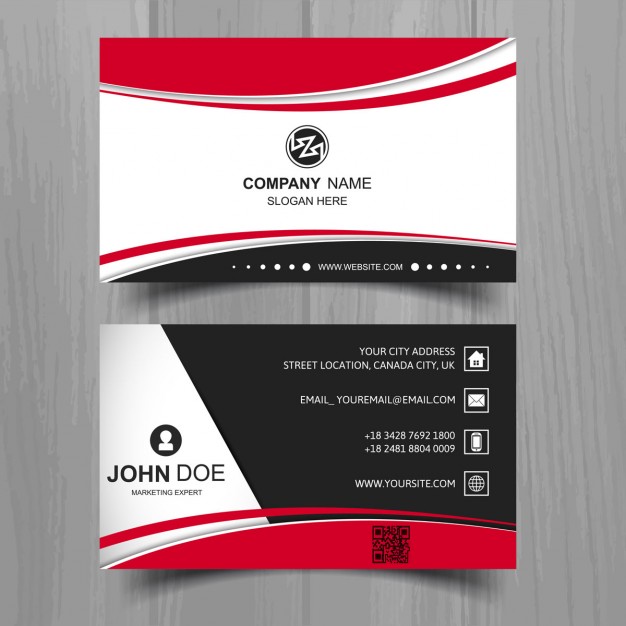 COMPANY NAME
SLOGAN HERE
WWW.WEBSITE.COM
YOUR CITY ADDRESS
STREET LOCATION, CANADA CITY, UK
EMAIL_ YOUREMAIL@EMAIL.COM
+18 3428 7692 1800
+18 2481 8804 0009
WWW.YOURSITE.COM
JOHN DOE
MARKETING EXPERT